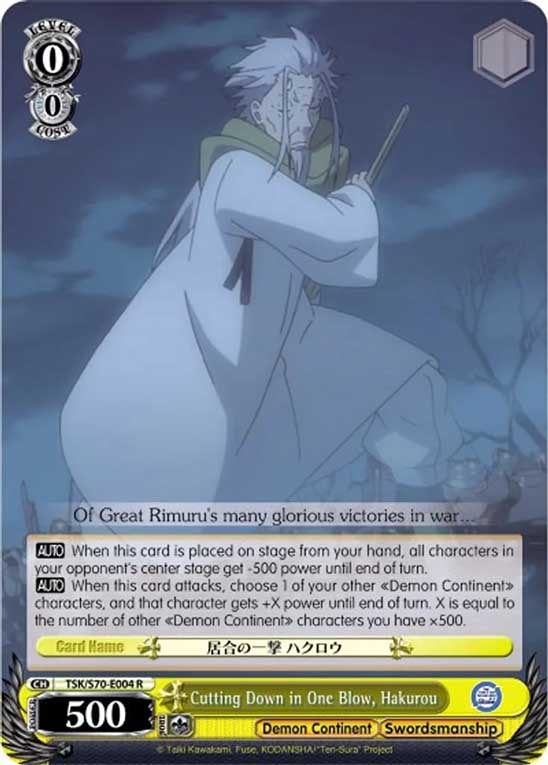 LEVEL
0
0
COST
Of Great Rimuru's many glorious victories in war...
AUTO When this card is placed on stage from your hand, all characters in
your opponent's center stage get -500 power until end of turn.
AUTO When this card attacks, choose 1 of your other «Demon Continent»
characters, and that character gets +X power until end of turn. X is equal to
the number of other «Demon Continent» characters you have ×500.
Card Name 居合の一撃 ハクロウ
CH TSK/S70-E004 R
Cutting Down in One Blow, Hakurou
POWER 500 SOUL
Demon Continent Swordsmanship
© Taiki Kawakami, Fuse, KODANSHA/"Ten-Sura" Project